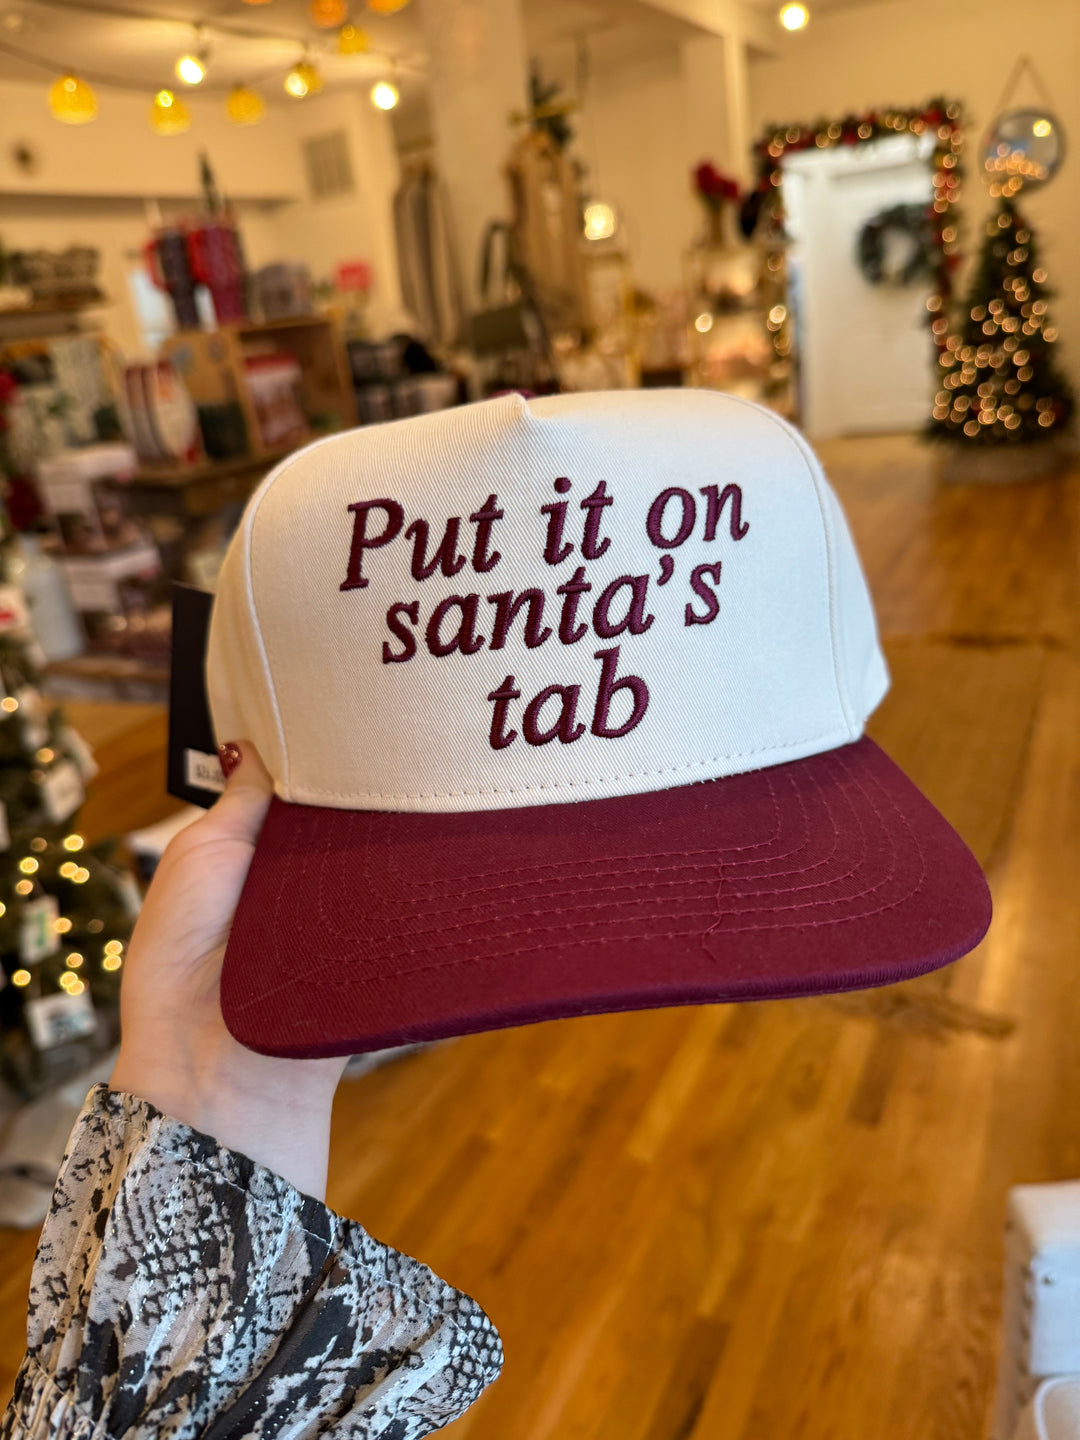 Put it on
santa's
tab